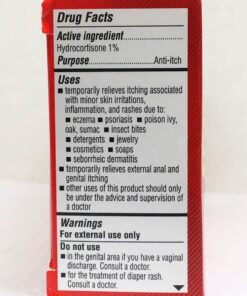 Drug Facts
Active ingredient
Hydrocortisone 1%
Purpose Anti-itch
Uses
■ temporarily relieves itching associated
with minor skin irritations,
inflammation, and rashes due to:
■ eczema ■ psoriasis ■ poison ivy,
oak, sumac ■ insect bites
■ detergents ■ jewelry
■ cosmetics ■ soaps
■ seborrheic dermatitis
■ temporarily relieves external anal and
genital itching
■ other uses of this product should only
be under the advice and supervision of
a doctor
Warnings
For external use only
Do not use
■ in the genital area if you have a vaginal
discharge. Consult a doctor.
■ for the treatment of diaper rash.
Consult a doctor.